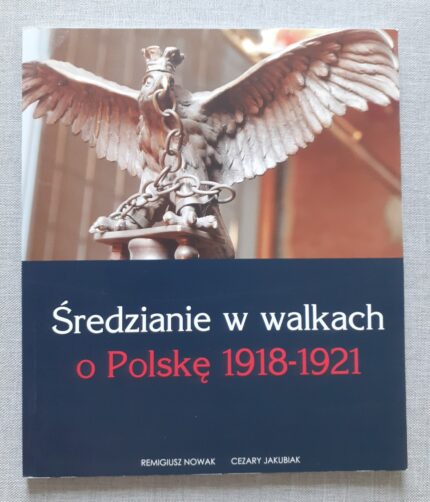 Średzianie w walkach
o Polskę 1918-1921
REMIGIUSZ NOWAK CEZARY JAKUBIAK